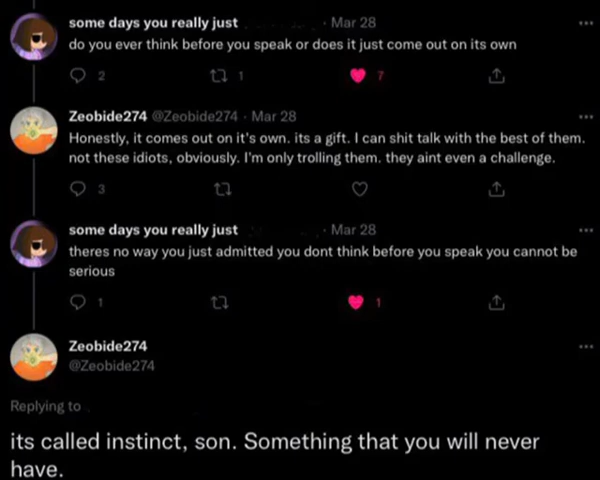 some days you really just · Mar 28
do you ever think before you speak or does it just come out on its own
2 1 7
Zeobide274 @Zeobide274 · Mar 28
Honestly, it comes out on it's own. its a gift. I can shit talk with the best of them.
not these idiots, obviously. I'm only trolling them. they aint even a challenge.
3
some days you really just · Mar 28
theres no way you just admitted you dont think before you speak you cannot be
serious
1 1
Zeobide274
@Zeobide274
Replying to
its called instinct, son. Something that you will never
have.